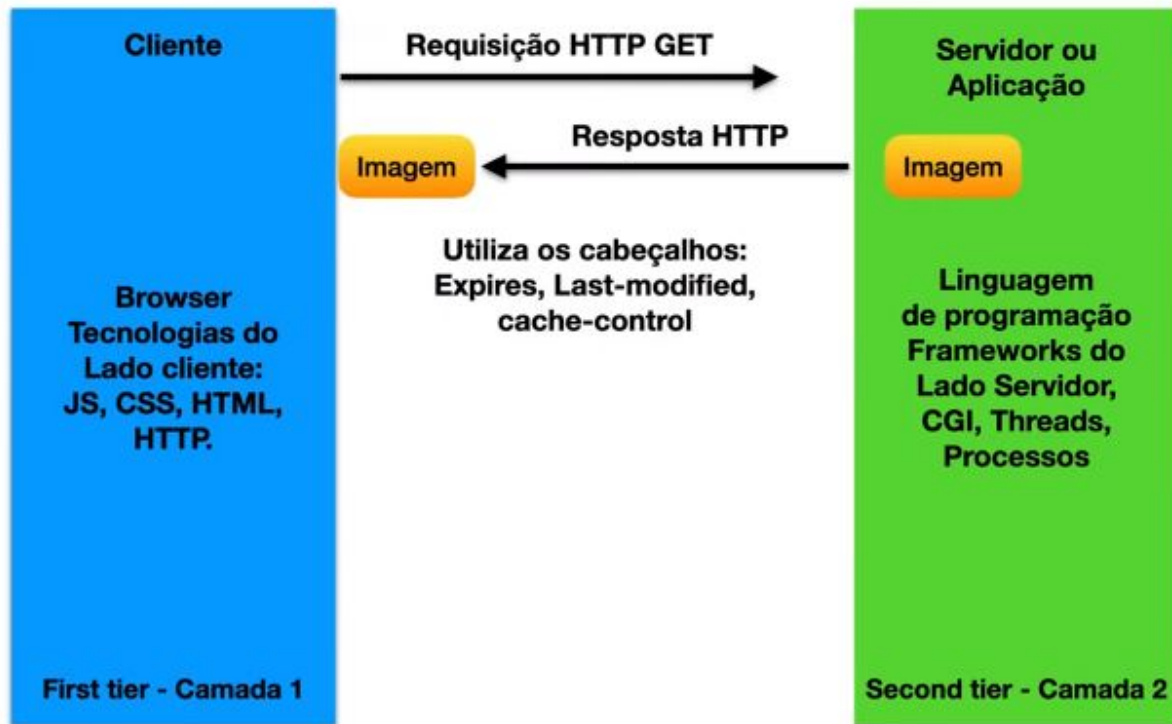 Cliente
Requisição HTTP GET
Servidor ou
Aplicação
Resposta HTTP
Imagem
Imagem
Utiliza os cabeçalhos:
Expires, Last-modified,
cache-control
Browser
Tecnologias do
Lado cliente:
JS, CSS, HTML,
HTTP.
Linguagem
de programação
Frameworks do
Lado Servidor,
CGI, Threads,
Processos
First tier - Camada 1
Second tier - Camada 2